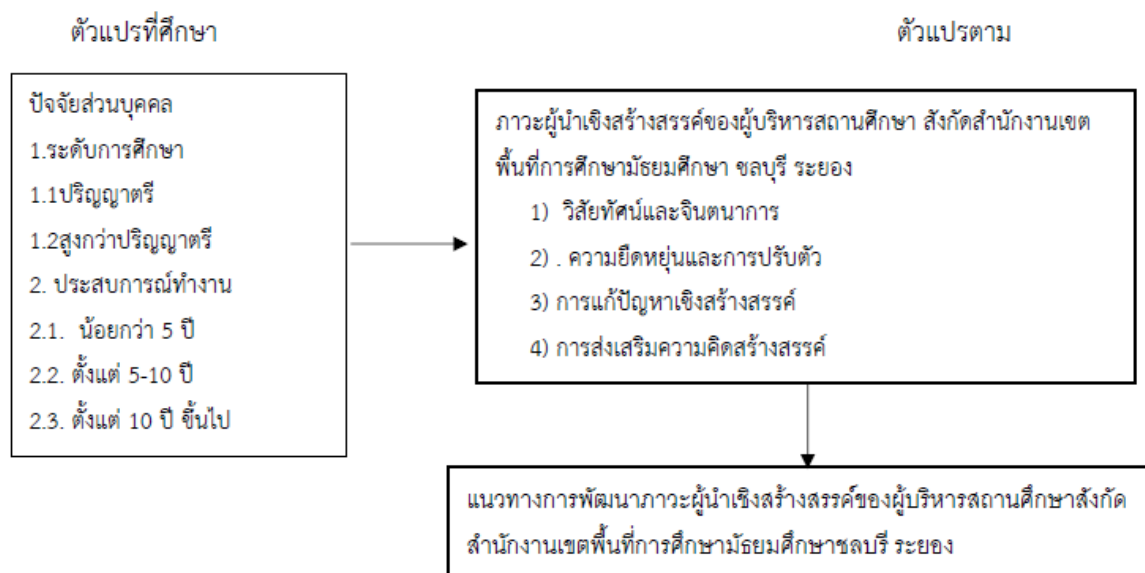 ตัวแปรที่ศึกษา
ตัวแปรตาม
ปัจจัยส่วนบุคคล
1.ระดับการศึกษา
1.1ปริญญาตรี
1.2สูงกว่าปริญญาตรี
2. ประสบการณ์ทำงาน
2.1. น้อยกว่า 5 ปี
2.2. ตั้งแต่ 5-10 ปี
2.3. ตั้งแต่ 10 ปี ขึ้นไป
ภาวะผู้นำเชิงสร้างสรรค์ของผู้บริหารสถานศึกษา สังกัดสำนักงานเขต
พื้นที่การศึกษามัธยมศึกษา ชลบุรี ระยอง
1) วิสัยทัศน์และจินตนาการ
2) . ความยืดหยุ่นและการปรับตัว
3) การแก้ปัญหาเชิงสร้างสรรค์
4) การส่งเสริมความคิดสร้างสรรค์
แนวทางการพัฒนาภาวะผู้นำเชิงสร้างสรรค์ของผู้บริหารสถานศึกษาสังกัด
สำนักงานเขตพื้นที่การศึกษามัธยมศึกษาชลบุรี ระยอง